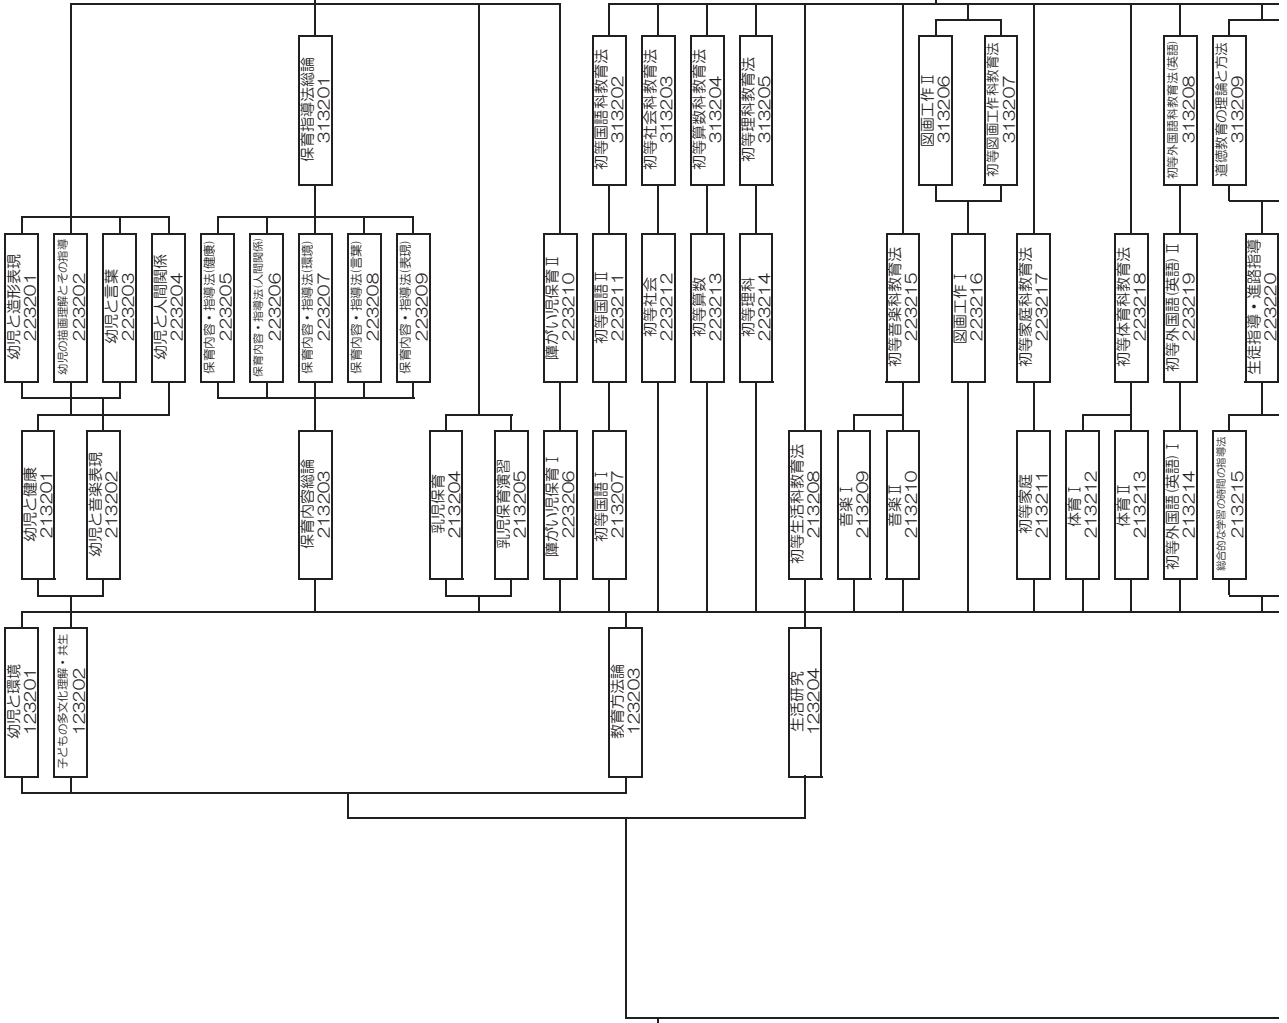 保育指導法総論
313201
初等国語科教育法
313202
初等社会科教育法
313203
初等算数科教育法
313204
初等理科教育法
313205
図画工作Ⅱ
313206
初等図画工作科教育法
313207
初等外国語科教育法(英語)
313208
道徳教育の理論と方法
313209
幼児と造形表現
223201
幼児の描画理解とその指導
223202
幼児と言葉
223203
幼児と人間関係
223204
保育内容・指導法(健康)
223205
保育内容・指導法(人間関係)
223206
保育内容・指導法(環境)
223207
保育内容・指導法(言葉)
223208
保育内容・指導法(表現)
223209
障がい児保育Ⅱ
223210
初等国語Ⅱ
223211
初等社会
223212
初等算数
223213
初等理科
223214
初等音楽科教育法
223215
図画工作Ⅰ
223216
初等家庭科教育法
223217
初等体育科教育法
223218
初等外国語(英語)Ⅱ
223219
生徒指導・進路指導
223220
幼児と健康
213201
幼児と音楽表現
213202
保育内容総論
213203
乳児保育
213204
乳児保育演習
213205
障がい児保育Ⅰ
223206
初等国語Ⅰ
213207
初等生活科教育法
213208
音楽Ⅰ
213209
音楽Ⅱ
213210
初等家庭
213211
体育Ⅰ
213212
体育Ⅱ
213213
初等外国語(英語)Ⅰ
213214
総合的な学習の時間の指導法
213215
幼児と環境
123201
子どもの多文化理解・共生
123202
教育方法論
123203
生活研究
123204